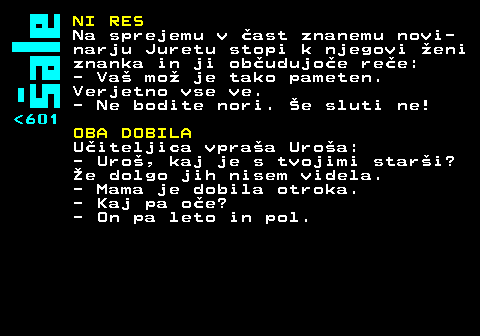 Šale
<601
NI RES
Na sprejemu v čast znanemu novi-
narju Juretu stopi k njegovi ženi
znanka in ji občudujoče reče:
- Vaš mož je tako pameten.
Verjetno vse ve.
- Ne bodite nori. Še sluti ne!
OBA DOBILA
Učiteljica vpraša Uroša:
- Uroš, kaj je s tvojimi starši?
Že dolgo jih nisem videla.
- Mama je dobila otroka.
- Kaj pa oče?
- On pa leto in pol.